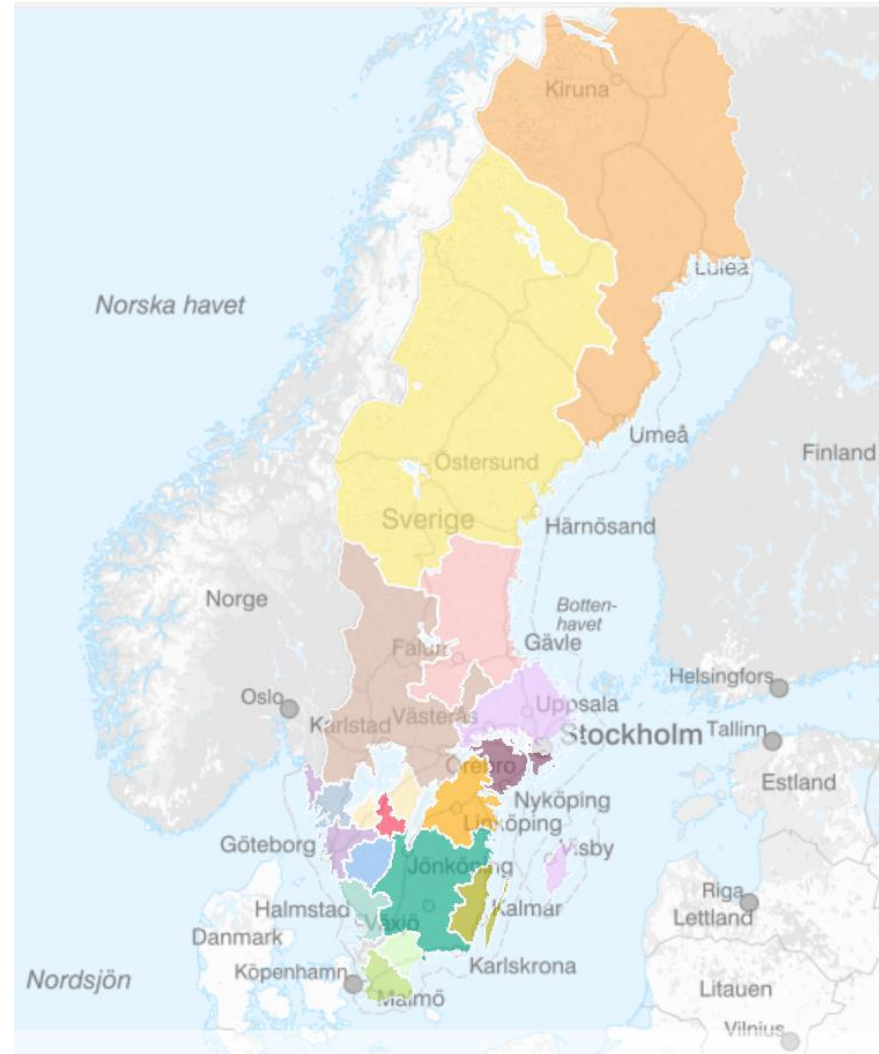 Kiruna
Luleå
Norska havet
Umeå
Finland
Östersund
Sverige
Härnösand
Norge
Botten-
havet
Falun
Gävle
Helsingfors
Oslo
Uppsala
Karlstad
Västerås
Stockholm
Tallinn
Örebro
Estland
Nyköping
Linköping
Göteborg
Visby
Jönköping
Riga
Halmstad
Växjö
Kalmar
Lettland
Danmark
Karlskrona
Köpenhamn
Nordsjön
Malmö
Litauen
Vilnius